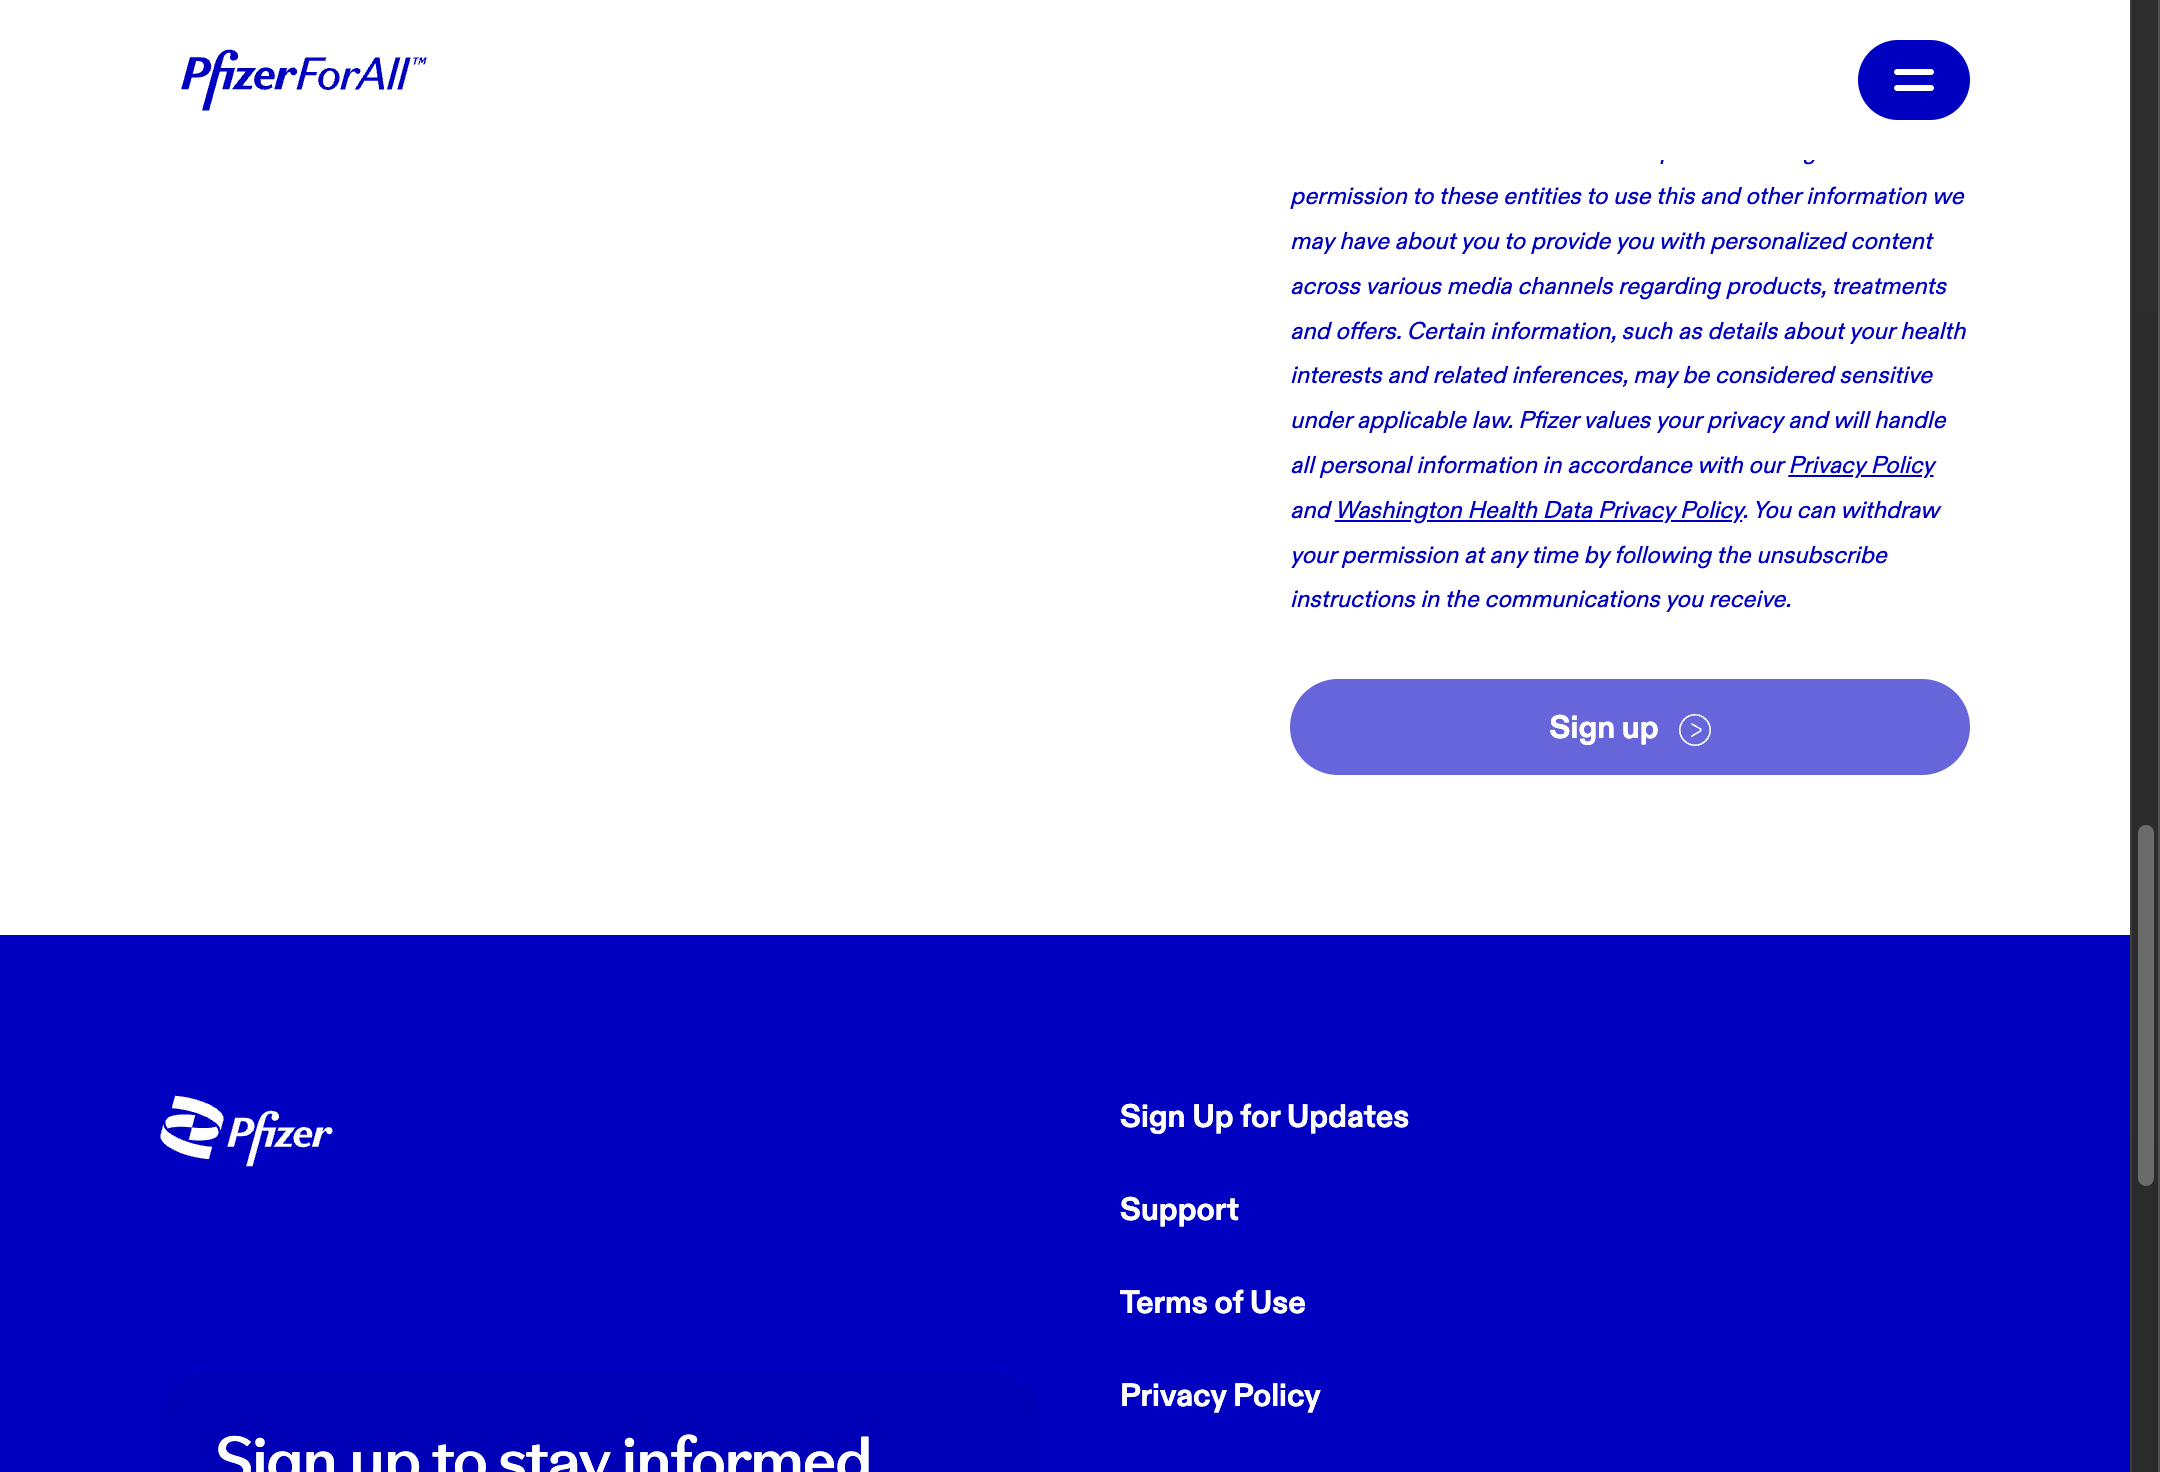 PfizerForAll™
permission to these entities to use this and other information we
may have about you to provide you with personalized content
across various media channels regarding products, treatments
and offers. Certain information, such as details about your health
interests and related inferences, may be considered sensitive
under applicable law. Pfizer values your privacy and will handle
all personal information in accordance with our Privacy Policy
and Washington Health Data Privacy Policy. You can withdraw
your permission at any time by following the unsubscribe
instructions in the communications you receive.
Sign up
Pfizer
Sign Up for Updates
Support
Terms of Use
Privacy Policy
Sign up to stay informed